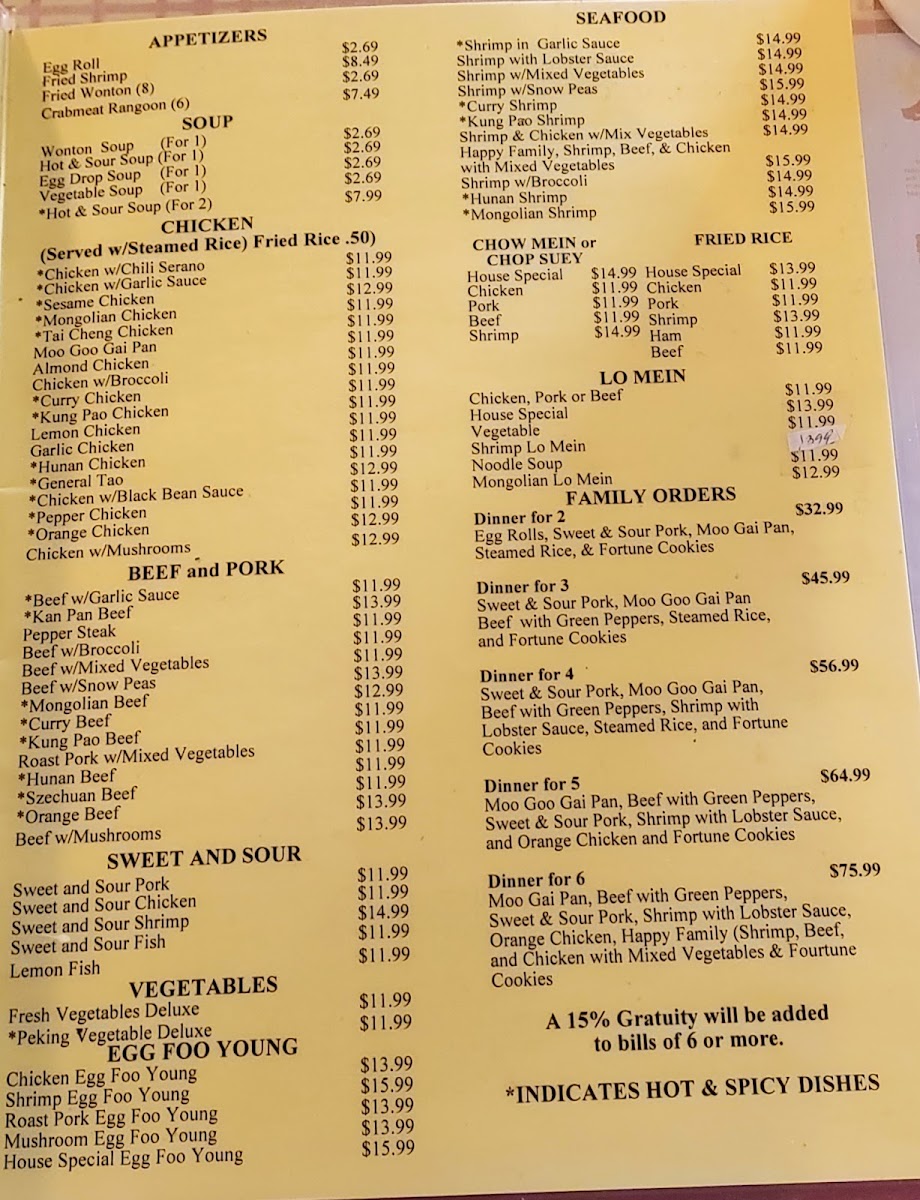 APPETIZERS
Egg Roll $2.69
Fried Shrimp $8.49
Fried Wonton (8) $2.69
Crabmeat Rangoon (6) $7.49
SOUP
Wonton Soup (For 1) $2.69
Hot & Sour Soup (For 1) $2.69
Egg Drop Soup (For 1) $2.69
Vegetable Soup (For 1) $2.69
*Hot & Sour Soup (For 2) $7.99
CHICKEN
(Served w/Steamed Rice) Fried Rice .50)
*Chicken w/Chili Serano $11.99
*Chicken w/Garlic Sauce $11.99
*Sesame Chicken $12.99
*Mongolian Chicken $11.99
*Tai Cheng Chicken $11.99
Moo Goo Gai Pan $11.99
Almond Chicken $11.99
Chicken w/Broccoli $11.99
*Curry Chicken $11.99
*Kung Pao Chicken $11.99
Lemon Chicken $11.99
Garlic Chicken $11.99
*Hunan Chicken $11.99
*General Tao $12.99
*Chicken w/Black Bean Sauce $11.99
*Pepper Chicken $11.99
*Orange Chicken $12.99
Chicken w/Mushrooms $12.99
BEEF and PORK
*Beef w/Garlic Sauce $11.99
*Kan Pan Beef $13.99
Pepper Steak $11.99
Beef w/Broccoli $11.99
Beef w/Mixed Vegetables $11.99
Beef w/Snow Peas $13.99
*Mongolian Beef $12.99
*Curry Beef $11.99
*Kung Pao Beef $11.99
Roast Pork w/Mixed Vegetables $11.99
*Hunan Beef $11.99
*Szechuan Beef $11.99
*Orange Beef $13.99
Beef w/Mushrooms $13.99
SWEET AND SOUR
Sweet and Sour Pork $11.99
Sweet and Sour Chicken $11.99
Sweet and Sour Shrimp $14.99
Sweet and Sour Fish $11.99
Lemon Fish $11.99
VEGETABLES
Fresh Vegetables Deluxe $11.99
*Peking Vegetable Deluxe $11.99
EGG FOO YOUNG
Chicken Egg Foo Young $13.99
Shrimp Egg Foo Young $15.99
Roast Pork Egg Foo Young $13.99
Mushroom Egg Foo Young $13.99
House Special Egg Foo Young $15.99
SEAFOOD
*Shrimp in Garlic Sauce $14.99
Shrimp with Lobster Sauce $14.99
Shrimp w/Mixed Vegetables $14.99
Shrimp w/Snow Peas $15.99
*Curry Shrimp $14.99
*Kung Pao Shrimp $14.99
Shrimp & Chicken w/Mix Vegetables $14.99
Happy Family, Shrimp, Beef, & Chicken
with Mixed Vegetables $15.99
Shrimp w/Broccoli $14.99
*Hunan Shrimp $14.99
*Mongolian Shrimp $15.99
CHOW MEIN or
CHOP SUEY
House Special $14.99
Chicken $11.99
Pork $11.99
Beef $11.99
Shrimp $14.99
FRIED RICE
House Special $13.99
Chicken $11.99
Pork $11.99
Shrimp $13.99
Ham $11.99
Beef $11.99
LO MEIN
Chicken, Pork or Beef $11.99
House Special $13.99
Vegetable $11.99
Shrimp Lo Mein 1399
Noodle Soup $11.99
Mongolian Lo Mein $12.99
FAMILY ORDERS
Dinner for 2 $32.99
Egg Rolls, Sweet & Sour Pork, Moo Gai Pan,
Steamed Rice, & Fortune Cookies
Dinner for 3 $45.99
Sweet & Sour Pork, Moo Goo Gai Pan
Beef with Green Peppers, Steamed Rice,
and Fortune Cookies
Dinner for 4 $56.99
Sweet & Sour Pork, Moo Goo Gai Pan,
Beef with Green Peppers, Shrimp with
Lobster Sauce, Steamed Rice, and Fortune
Cookies
Dinner for 5 $64.99
Moo Goo Gai Pan, Beef with Green Peppers,
Sweet & Sour Pork, Shrimp with Lobster Sauce,
and Orange Chicken and Fortune Cookies
Dinner for 6 $75.99
Moo Gai Pan, Beef with Green Peppers,
Sweet & Sour Pork, Shrimp with Lobster Sauce,
Orange Chicken, Happy Family (Shrimp, Beef,
and Chicken with Mixed Vegetables & Fourtune
Cookies
A 15% Gratuity will be added
to bills of 6 or more.
*INDICATES HOT & SPICY DISHES